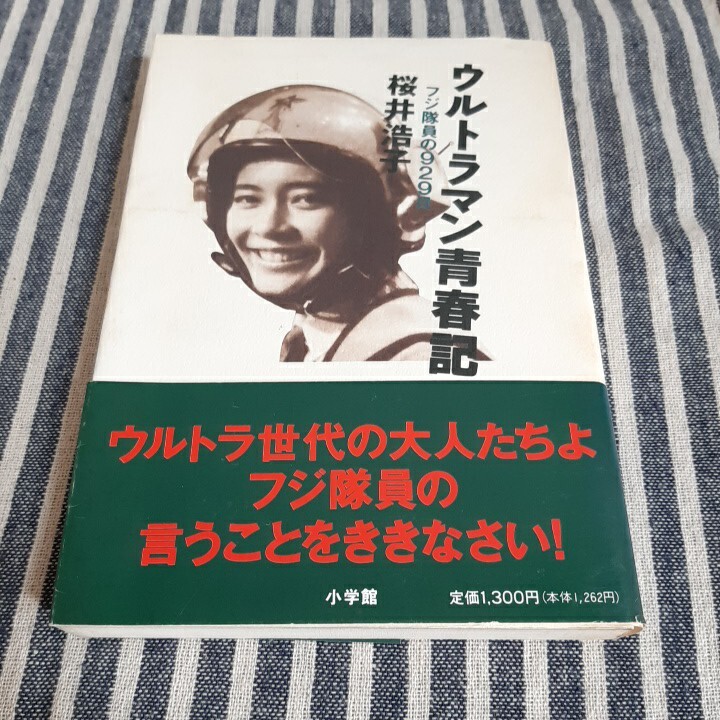 ウルトラマン青春記
フジ隊員の929日
桜井浩子
ウルトラ世代の大人たちよ
フジ隊員の
言うことをききなさい!
小学館
定価1,300円(本体1,262円)